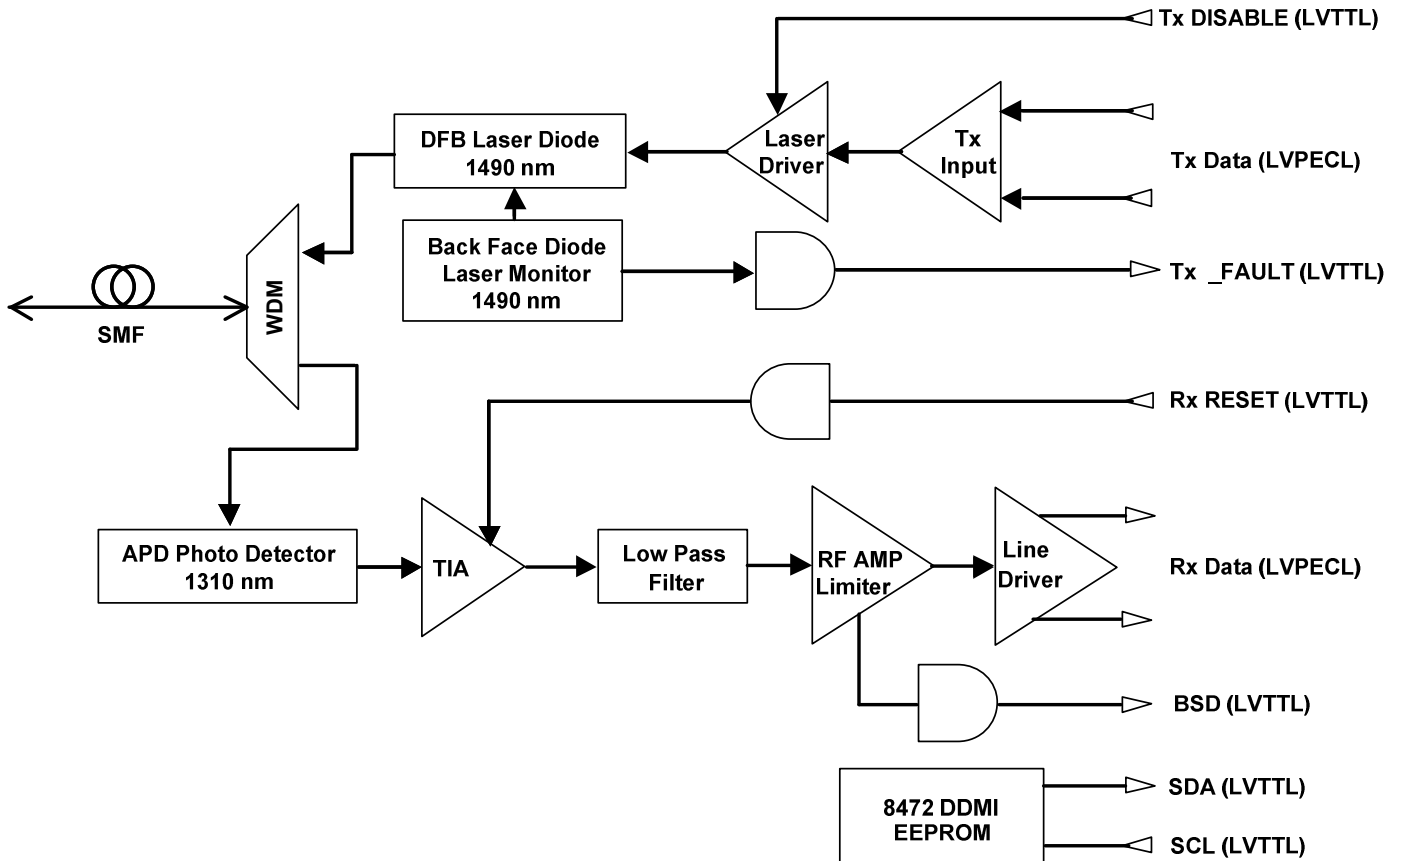 Tx DISABLE (LVTTL)
DFB Laser Diode
1490 nm
Laser
Driver
Tx
Input
Tx Data (LVPECL)
Back Face Diode
Laser Monitor
1490 nm
Tx _FAULT (LVTTL)
SMF
WDM
Rx RESET (LVTTL)
APD Photo Detector
1310 nm
TIA
Low Pass
Filter
RF AMP
Limiter
Line
Driver
Rx Data (LVPECL)
BSD (LVTTL)
8472 DDMI
EEPROM
SDA (LVTTL)
SCL (LVTTL)